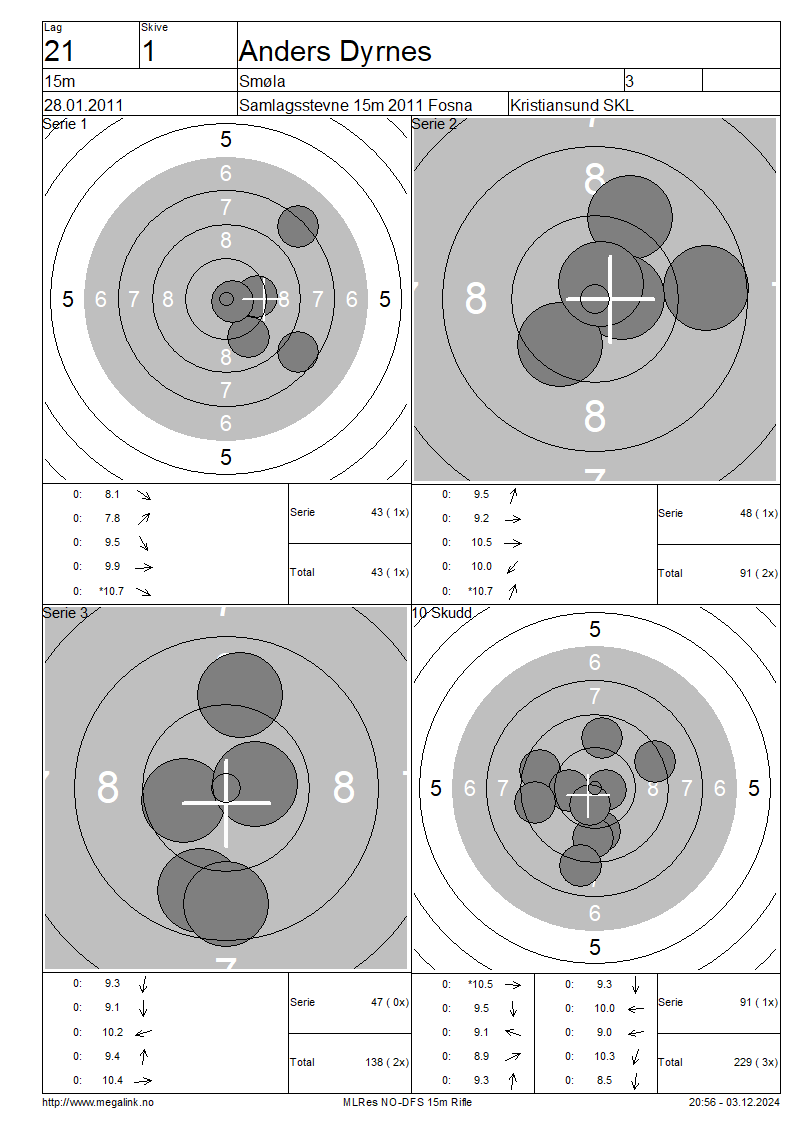 Lag Skive
21 1 Anders Dyrnes
15m Smøla 3
28.01.2011 Samlagsstevne 15m 2011 Fosna Kristiansund SKL
Serie 1
5
6
7
8
5 6 7 8 8 7 6 5
8
7
6
5
0: 8.1
0: 7.8
0: 9.5
0: 9.9
0: *10.7
Serie 43 ( 1x)
Total 43 ( 1x)
Serie 2
7
8
8
8
7
0: 9.5
0: 9.2
0: 10.5
0: 10.0
0: *10.7
Serie 48 ( 1x)
Total 91 ( 2x)
Serie 3
7
8 8
7
0: 9.3
0: 9.1
0: 10.2
0: 9.4
0: 10.4
Serie 47 ( 0x)
Total 138 ( 2x)
10 Skudd
5
6
7
5 6 7 8 7 6 5
6
5
0: *10.5 0: 9.3
0: 9.5 0: 10.0
0: 9.1 0: 9.0
0: 8.9 0: 10.3
0: 9.3 0: 8.5
Serie 91 ( 1x)
Total 229 ( 3x)
http://www.megalink.no MLRes NO-DFS 15m Rifle 20:56 - 03.12.2024